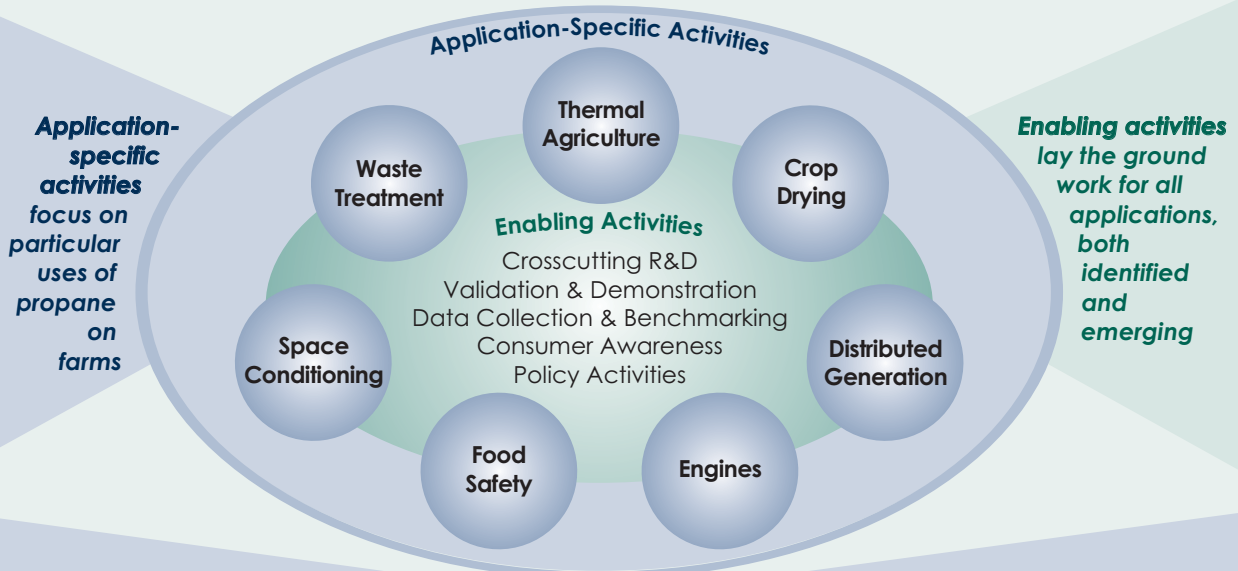 Application-Specific Activities
Application-
specific
activities
focus on
particular
uses of
propane
on
farms
Thermal
Agriculture
Waste
Treatment
Crop
Drying
Enabling Activities
Crosscutting R&D
Validation & Demonstration
Data Collection & Benchmarking
Consumer Awareness
Policy Activities
Space
Conditioning
Distributed
Generation
Food
Safety
Engines
Enabling activities
lay the ground
work for all
applications,
both
identified
and
emerging